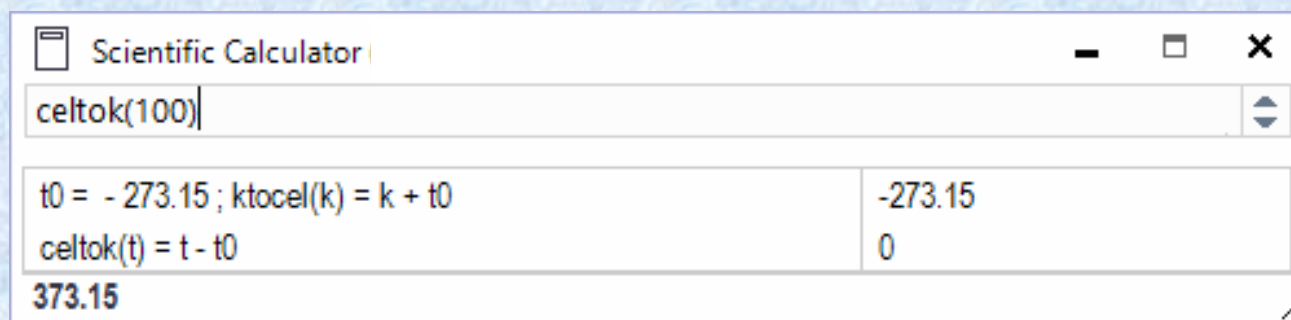 Scientific Calculator
celtok(100)
t0 = - 273.15 ; ktocel(k) = k + t0 -273.15
celtok(t) = t - t0 0
373.15